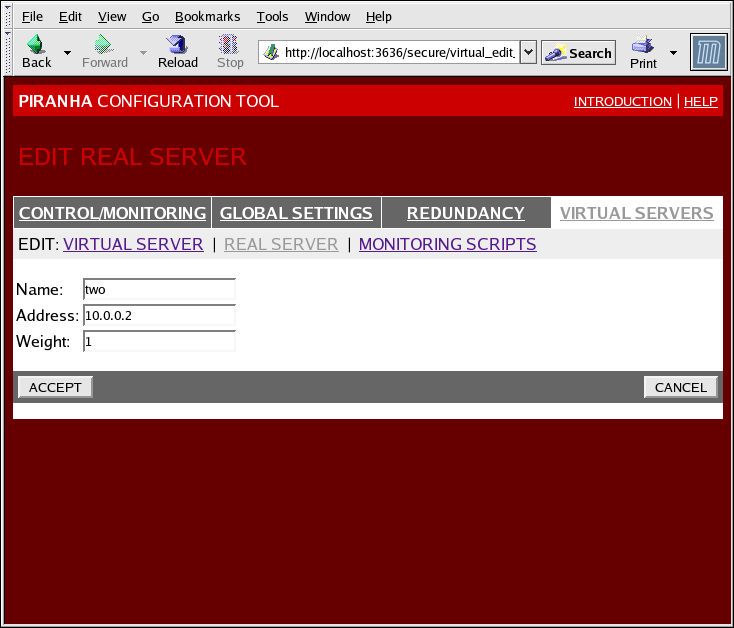 File Edit View Go Bookmarks Tools Window Help
Back Forward Reload Stop http://localhost:3636/secure/virtual_edit_ Search Print
PIRANHA CONFIGURATION TOOL INTRODUCTION | HELP
EDIT REAL SERVER
CONTROL/MONITORING GLOBAL SETTINGS REDUNDANCY VIRTUAL SERVERS
EDIT: VIRTUAL SERVER | REAL SERVER | MONITORING SCRIPTS
Name: two
Address: 10.0.0.2
Weight: 1
ACCEPT CANCEL